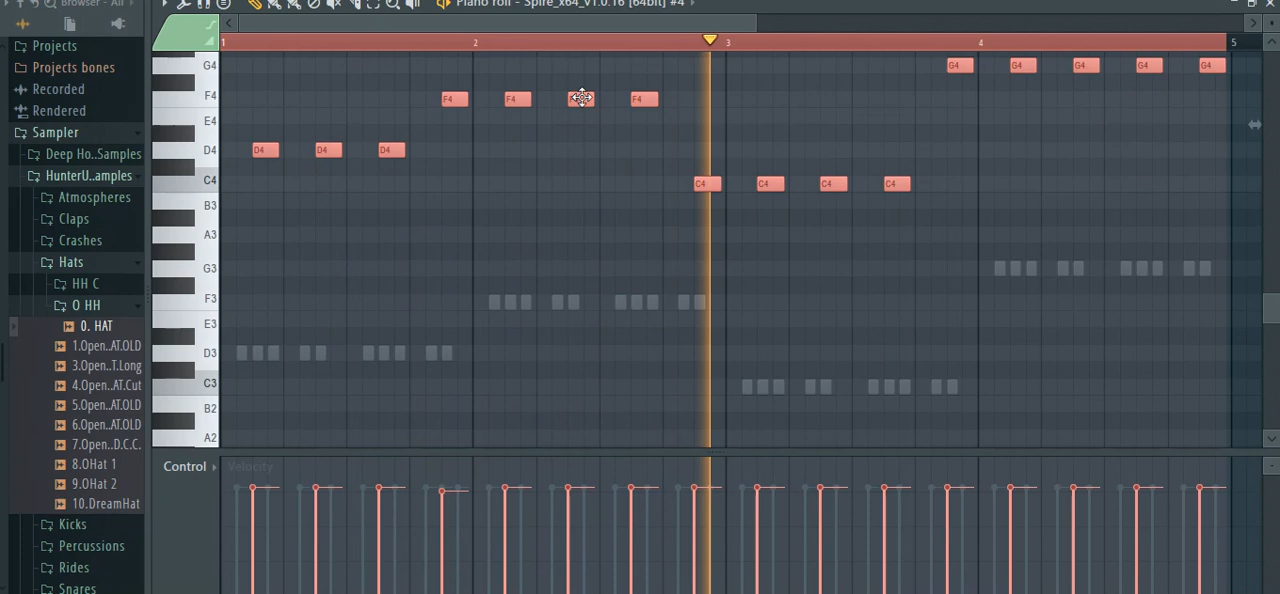 Browser - All
Piano roll - Spire_x64_v1.0.16 [64bit] #4
Projects
Projects bones
Recorded
Rendered
Sampler
Deep Ho..Samples
HunterU..amples
Atmospheres
Claps
Crashes
Hats
HH C
O HH
0. HAT
1.Open..AT.OLD
3.Open..T.Long
4.Open..AT.Cut
5.Open..AT.OLD
6.Open..AT.OLD
7.Open..D.C.C.
8.OHat 1
9.OHat 2
10.DreamHat
Kicks
Percussions
Rides
Snares
1 2 3 4 5
G4 G4 G4 G4 G4 G4
F4 F4 F4 F4
E4
D4 D4 D4 D4
C4 C4 C4 C4 C4
B3
A3
G3
F3
E3
D3
C3
B2
A2
Control Velocity